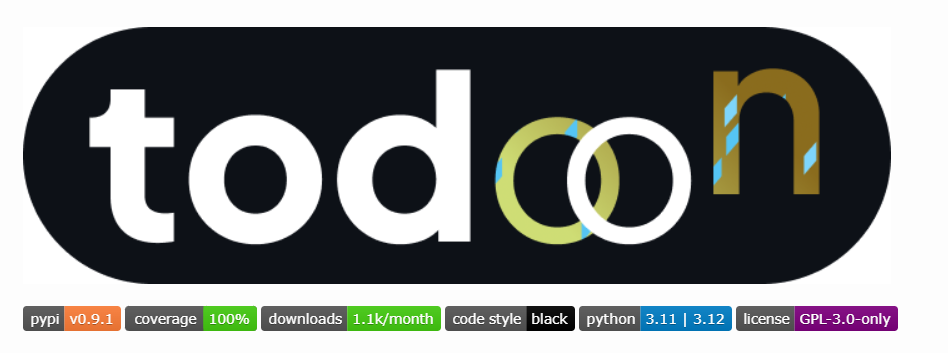 todoon
pypi v0.9.1 coverage 100% downloads 1.1k/month code style black python 3.11 | 3.12 license GPL-3.0-only